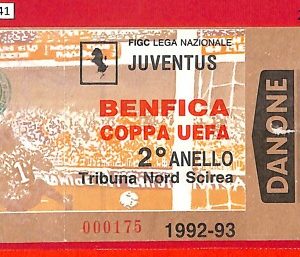 41
FIGC LEGA NAZIONALE
JUVENTUS
BENFICA
COPPA UEFA
2° ANELLO
Tribuna Nord Scirea
000175
1992-93
DANONE